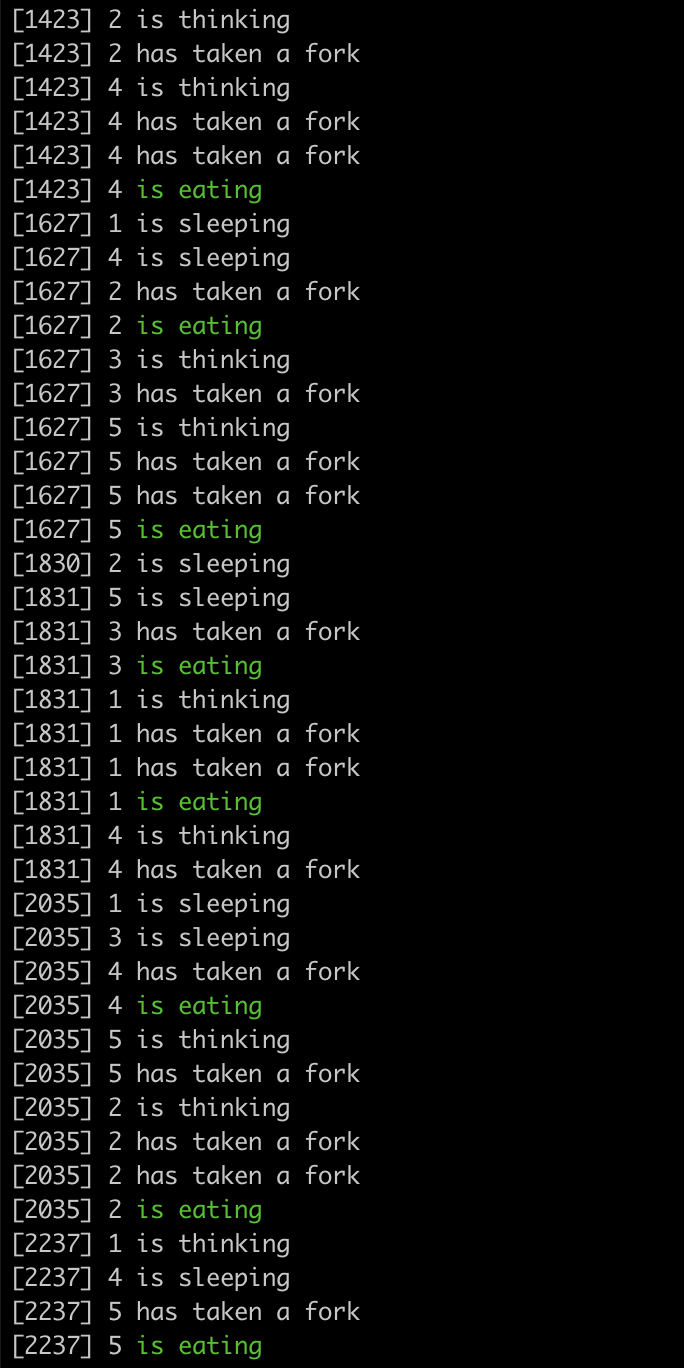 [1423] 2 is thinking
[1423] 2 has taken a fork
[1423] 4 is thinking
[1423] 4 has taken a fork
[1423] 4 has taken a fork
[1423] 4 is eating
[1627] 1 is sleeping
[1627] 4 is sleeping
[1627] 2 has taken a fork
[1627] 2 is eating
[1627] 3 is thinking
[1627] 3 has taken a fork
[1627] 5 is thinking
[1627] 5 has taken a fork
[1627] 5 has taken a fork
[1627] 5 is eating
[1830] 2 is sleeping
[1831] 5 is sleeping
[1831] 3 has taken a fork
[1831] 3 is eating
[1831] 1 is thinking
[1831] 1 has taken a fork
[1831] 1 has taken a fork
[1831] 1 is eating
[1831] 4 is thinking
[1831] 4 has taken a fork
[2035] 1 is sleeping
[2035] 3 is sleeping
[2035] 4 has taken a fork
[2035] 4 is eating
[2035] 5 is thinking
[2035] 5 has taken a fork
[2035] 2 is thinking
[2035] 2 has taken a fork
[2035] 2 has taken a fork
[2035] 2 is eating
[2237] 1 is thinking
[2237] 4 is sleeping
[2237] 5 has taken a fork
[2237] 5 is eating